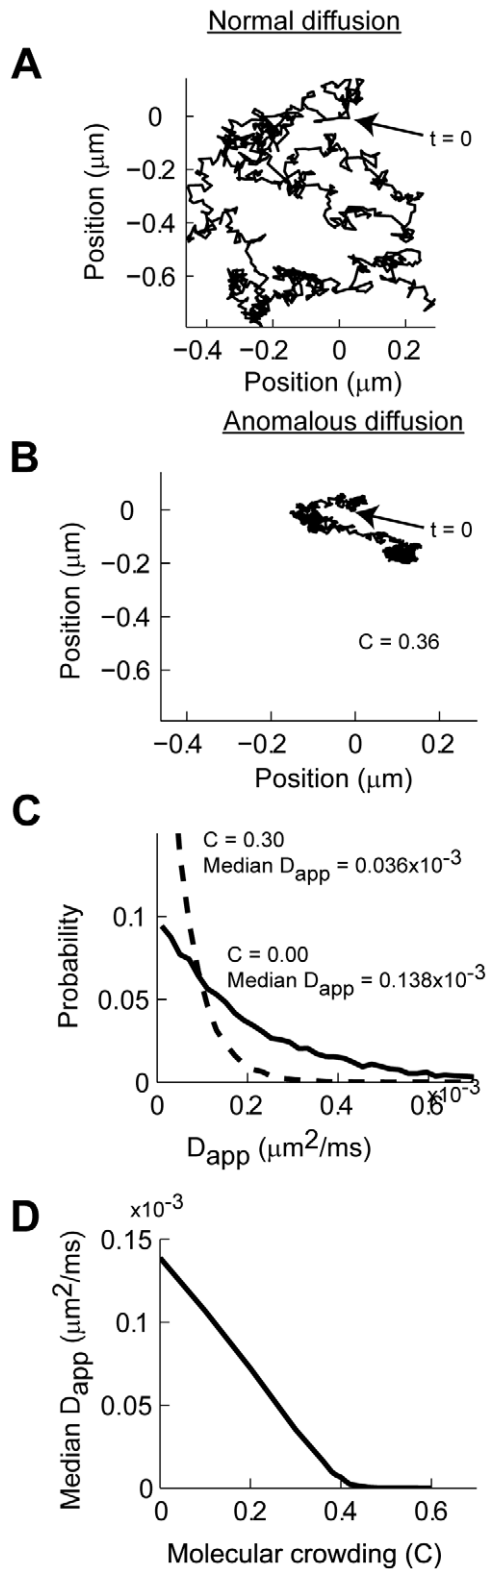 Normal diffusion
A
Position (μm)
0
−0.2
−0.4
−0.6
t = 0
−0.4 −0.2 0 0.2
Position (μm)
Anomalous diffusion
B
Position (μm)
0
−0.2
−0.4
−0.6
t = 0
C = 0.36
−0.4 −0.2 0 0.2
Position (μm)
C
Probability
0.1
0.05
0
C = 0.30
Median Dapp = 0.036x10-3
C = 0.00
Median Dapp = 0.138x10-3
x10-3
0 0.2 0.4 0.6
Dapp (μm2/ms)
D
x10-3
Median Dapp (μm2/ms)
0.15
0.1
0.05
0
0 0.2 0.4 0.6
Molecular crowding (C)